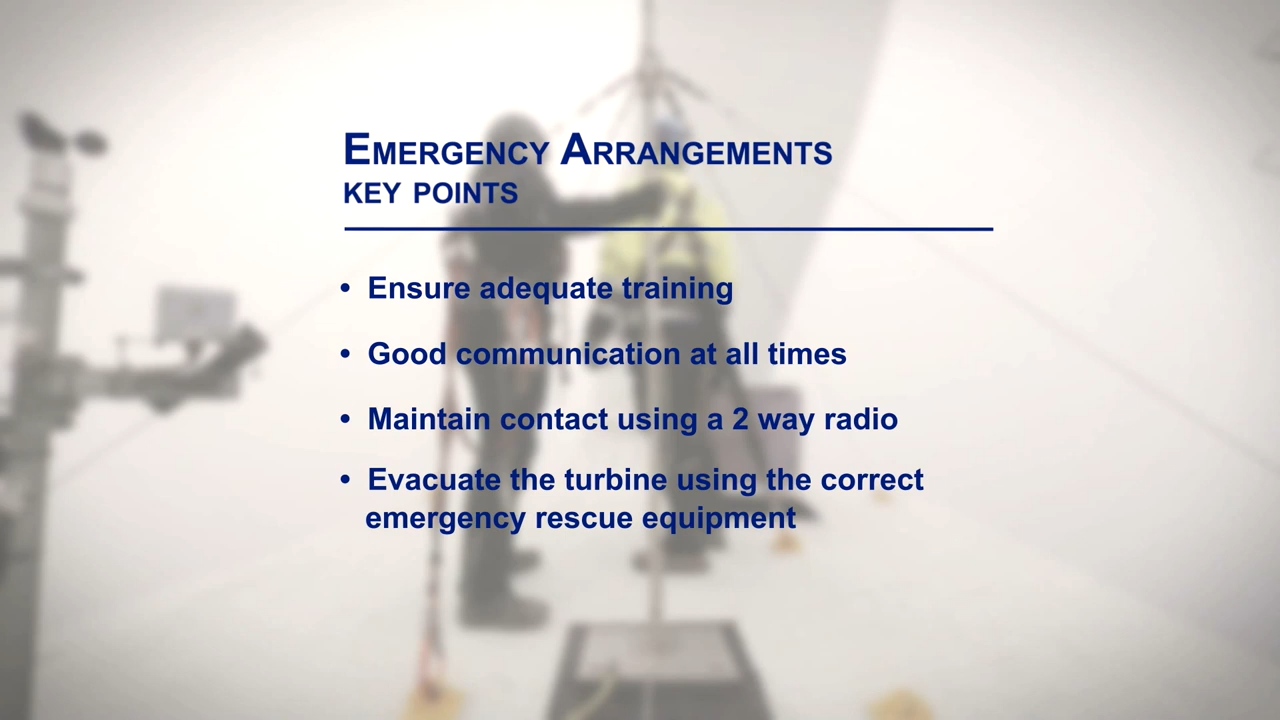 Emergency Arrangements
key points
• Ensure adequate training
• Good communication at all times
• Maintain contact using a 2 way radio
• Evacuate the turbine using the correct
emergency rescue equipment